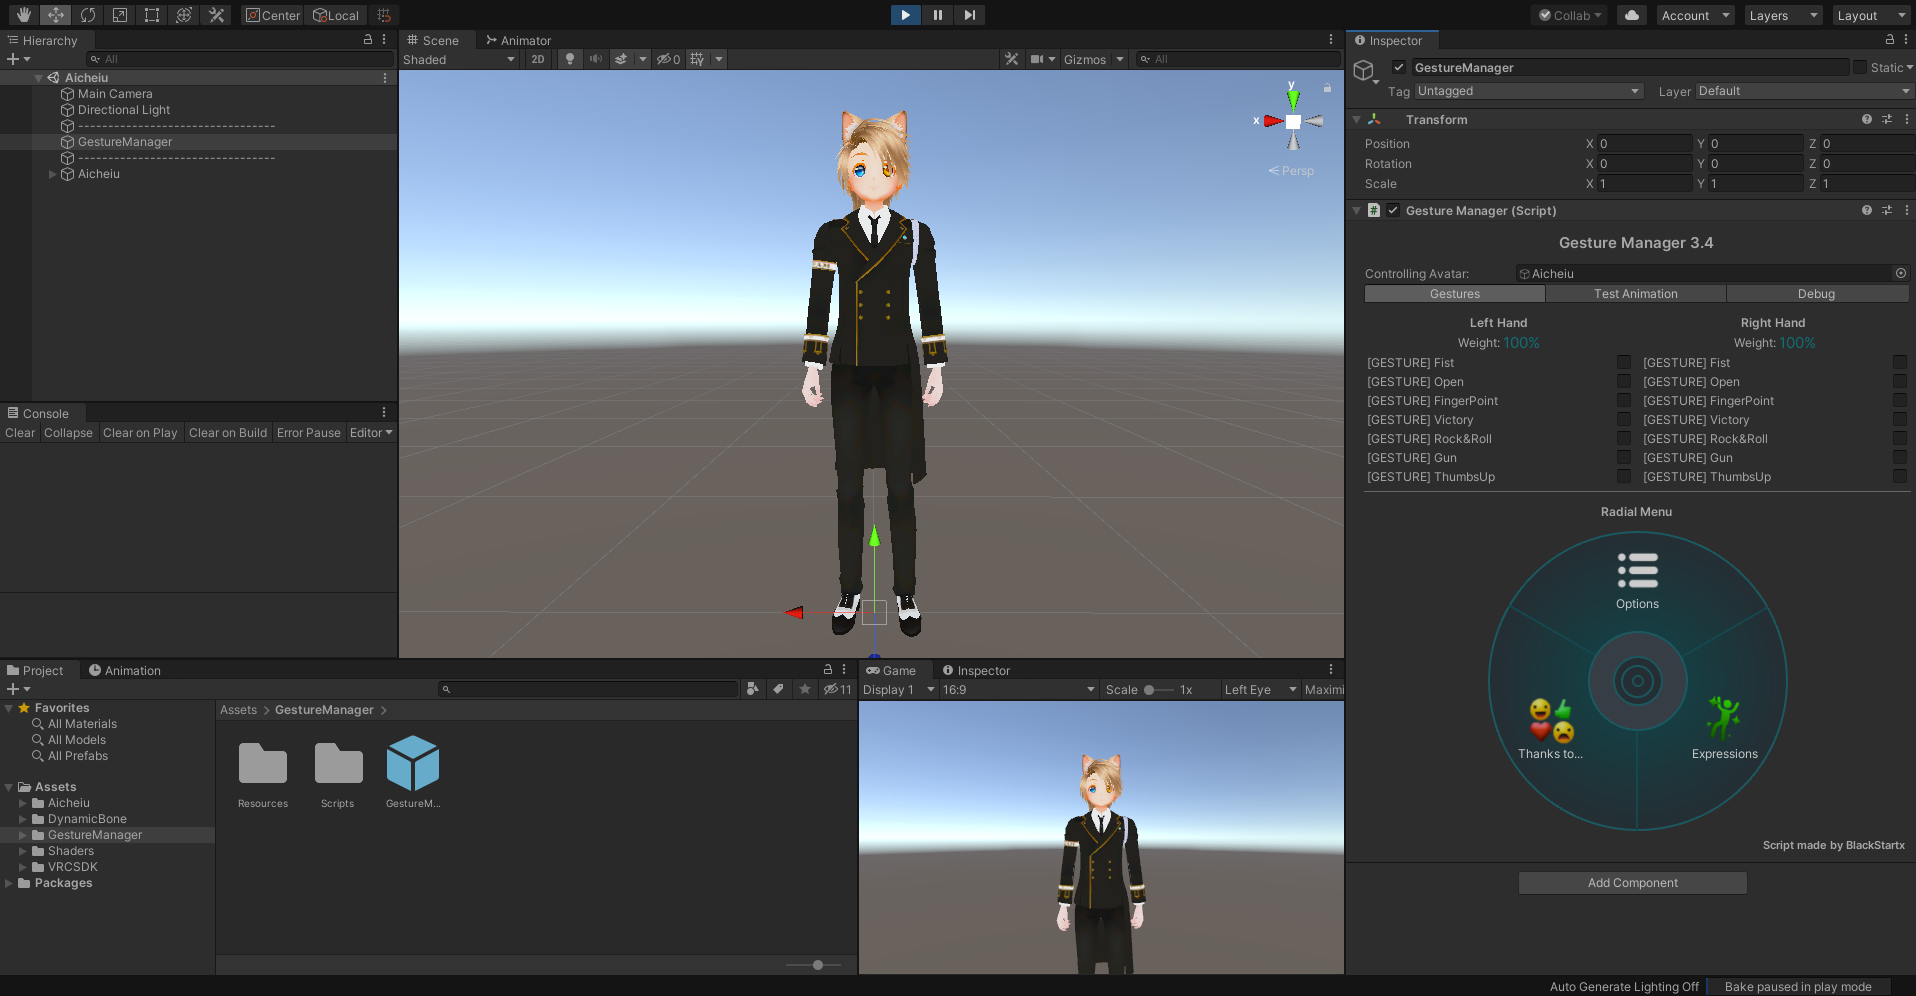 Center Local
Collab Account Layers Layout
Hierarchy
All
Aicheiu
Main Camera
Directional Light
---------------------------------
GestureManager
---------------------------------
Aicheiu
Console
Clear Collapse Clear on Play Clear on Build Error Pause Editor
Scene Animator
Shaded 2D 0 Gizmos All
y
x
Persp
Inspector
GestureManager Static
Tag Untagged Layer Default
Transform
Position X 0 Y 0 Z 0
Rotation X 0 Y 0 Z 0
Scale X 1 Y 1 Z 1
# Gesture Manager (Script)
Gesture Manager 3.4
Controlling Avatar: Aicheiu
Gestures Test Animation Debug
Left Hand Right Hand
Weight: 100% Weight: 100%
[GESTURE] Fist [GESTURE] Fist
[GESTURE] Open [GESTURE] Open
[GESTURE] FingerPoint [GESTURE] FingerPoint
[GESTURE] Victory [GESTURE] Victory
[GESTURE] Rock&Roll [GESTURE] Rock&Roll
[GESTURE] Gun [GESTURE] Gun
[GESTURE] ThumbsUp [GESTURE] ThumbsUp
Radial Menu
Options
Thanks to... Expressions
Script made by BlackStartx
Add Component
Project Animation
11
Favorites
All Materials
All Models
All Prefabs
Assets
Aicheiu
DynamicBone
GestureManager
Shaders
VRCSDK
Packages
Assets > GestureManager >
Resources Scripts GestureM...
Game Inspector
Display 1 16:9 Scale 1x Left Eye Maximi
Auto Generate Lighting Off Bake paused in play mode